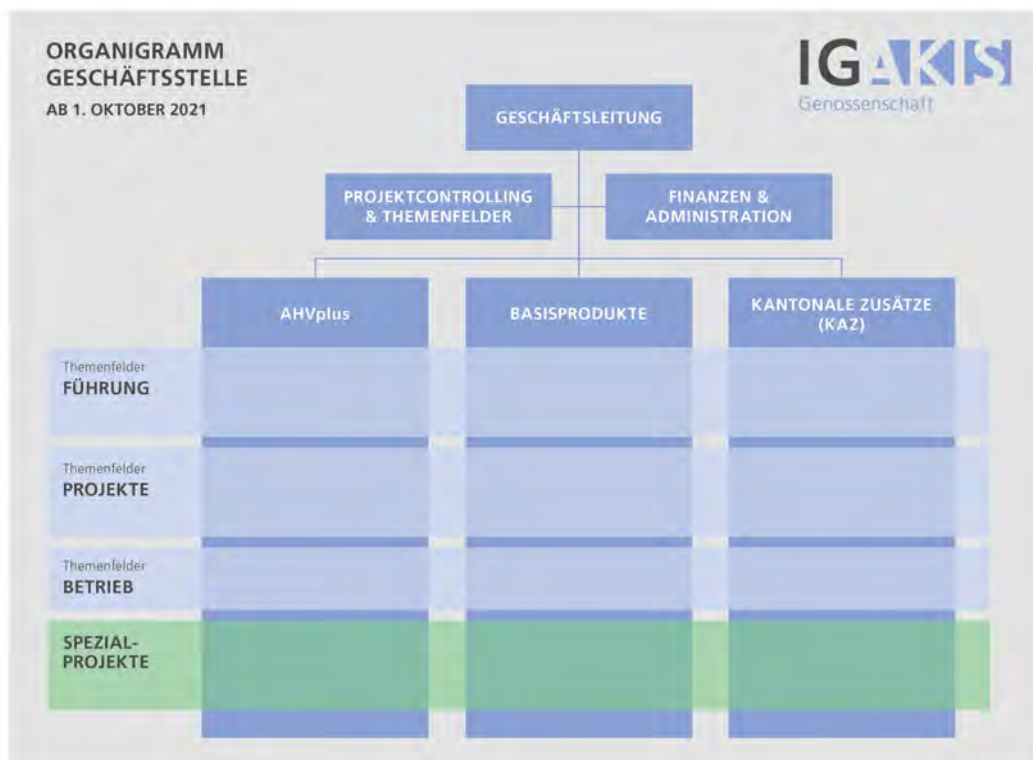 ORGANIGRAMM
GESCHÄFTSSTELLE
AB 1. OKTOBER 2021
IGAKIS
Genossenschaft
GESCHÄFTSLEITUNG
PROJEKTCONTROLLING
& THEMENFELDER
FINANZEN &
ADMINISTRATION
AHVplus
BASISPRODUKTE
KANTONALE ZUSÄTZE
(KAZ)
Themenfelder
FÜHRUNG
Themenfelder
PROJEKTE
Themenfelder
BETRIEB
SPEZIAL-
PROJEKTE